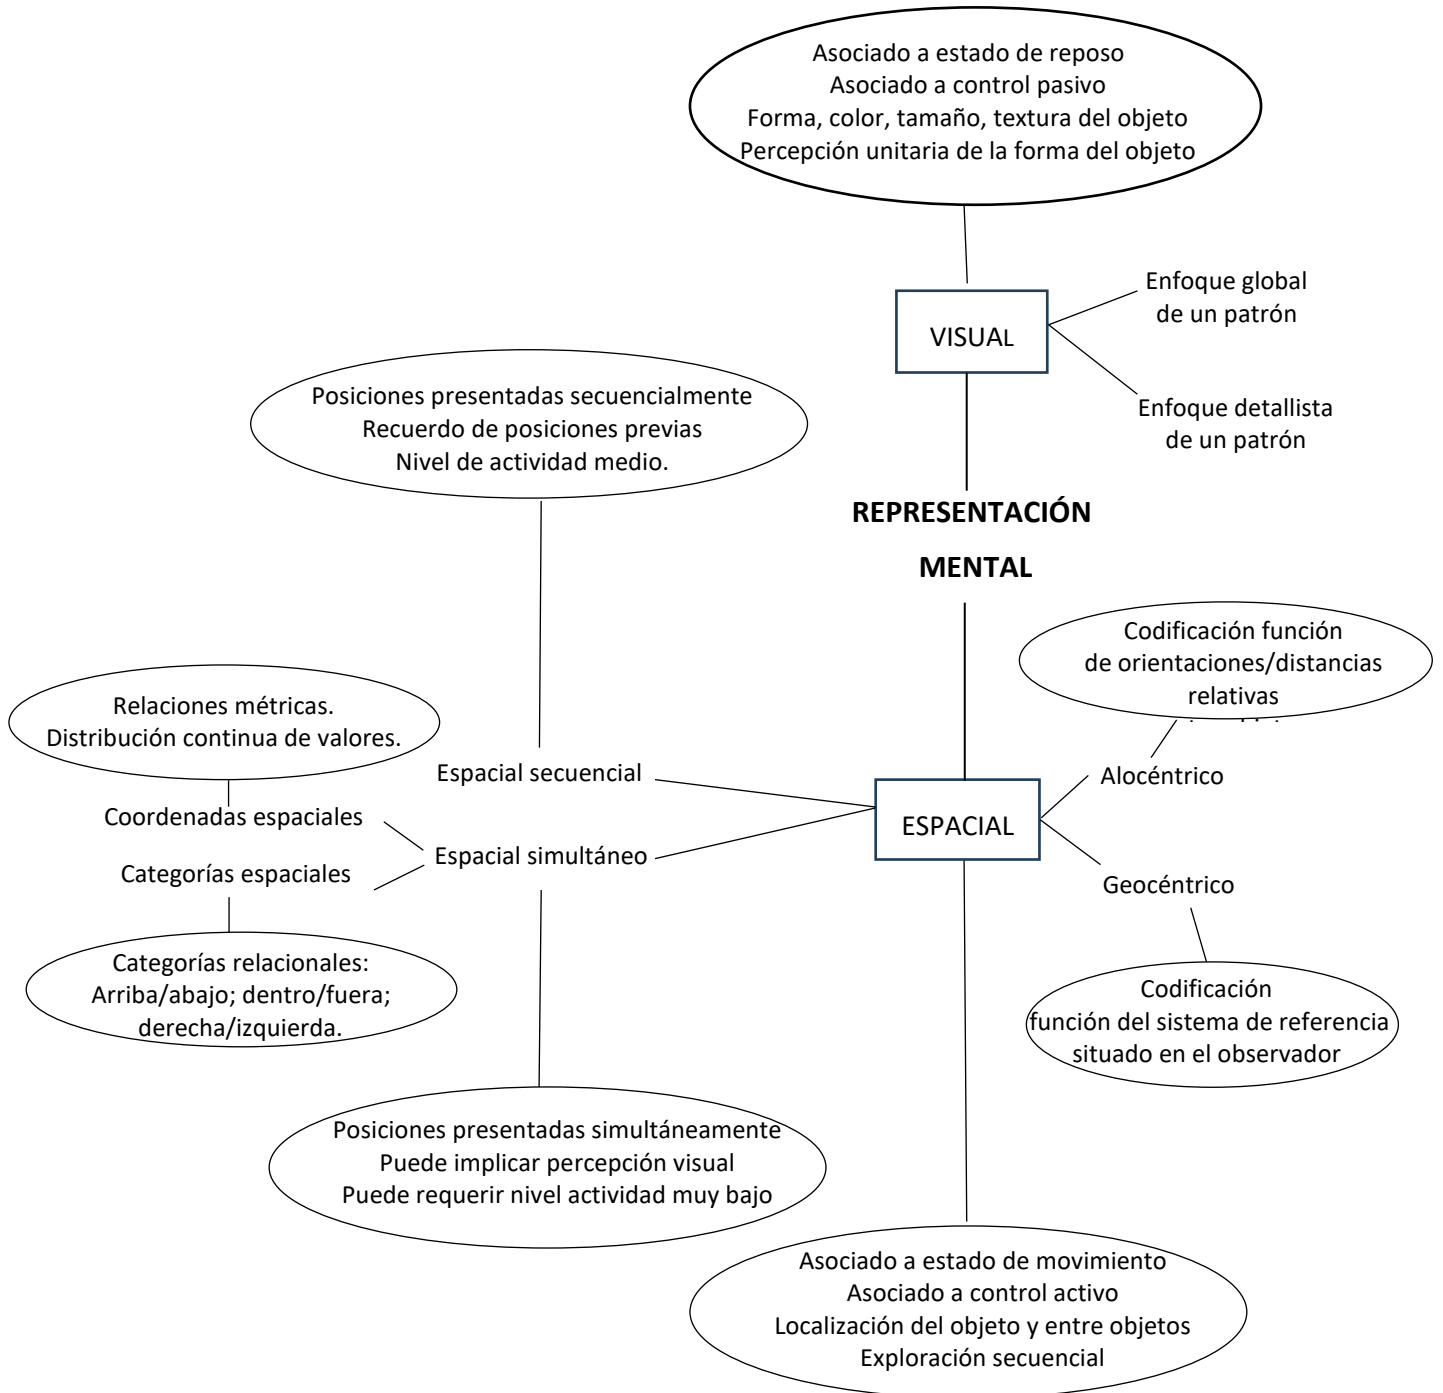 Asociado a estado de reposo
Asociado a control pasivo
Forma, color, tamaño, textura del objeto
Percepción unitaria de la forma del objeto
VISUAL
Enfoque global
de un patrón
Enfoque detallista
de un patrón
Posiciones presentadas secuencialmente
Recuerdo de posiciones previas
Nivel de actividad medio.
REPRESENTACIÓN
MENTAL
Codificación función
de orientaciones/distancias
relativas
Alocéntrico
Relaciones métricas.
Distribución continua de valores.
Coordenadas espaciales
Espacial secuencial
ESPACIAL
Espacial simultáneo
Categorías espaciales
Geocéntrico
Categorías relacionales:
Arriba/abajo; dentro/fuera;
derecha/izquierda.
Codificación
función del sistema de referencia
situado en el observador
Posiciones presentadas simultáneamente
Puede implicar percepción visual
Puede requerir nivel actividad muy bajo
Asociado a estado de movimiento
Asociado a control activo
Localización del objeto y entre objetos
Exploración secuencial